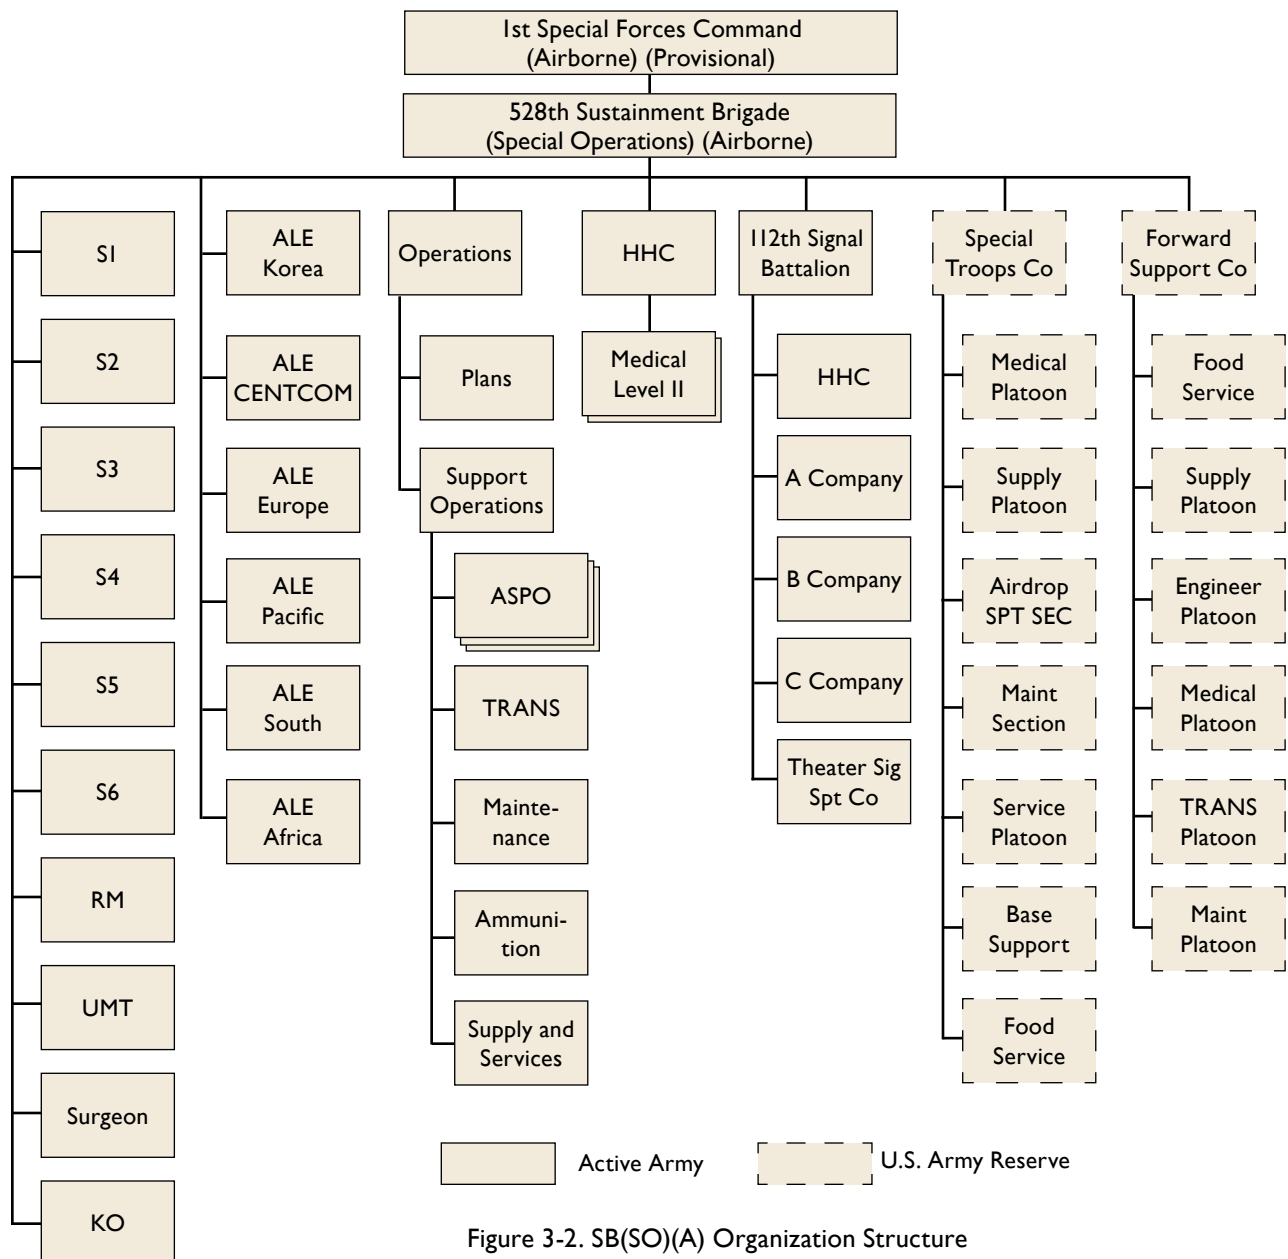 1st Special Forces Command
(Airborne) (Provisional)
528th Sustainment Brigade
(Special Operations) (Airborne)
S1
S2
S3
S4
S5
S6
RM
UMT
Surgeon
KO
ALE
Korea
ALE
CENTCOM
ALE
Europe
ALE
Pacific
ALE
South
ALE
Africa
Operations
Plans
Support
Operations
ASPO
TRANS
Mainte-
nance
Ammuni-
tion
Supply and
Services
HHC
Medical
Level II
112th Signal
Battalion
HHC
A Company
B Company
C Company
Theater Sig
Spt Co
Special
Troops Co
Medical
Platoon
Supply
Platoon
Airdrop
SPT SEC
Maint
Section
Service
Platoon
Base
Support
Food
Service
Forward
Support Co
Food
Service
Supply
Platoon
Engineer
Platoon
Medical
Platoon
TRANS
Platoon
Maint
Platoon
Active Army
U.S. Army Reserve
Figure 3-2. SB(SO)(A) Organization Structure